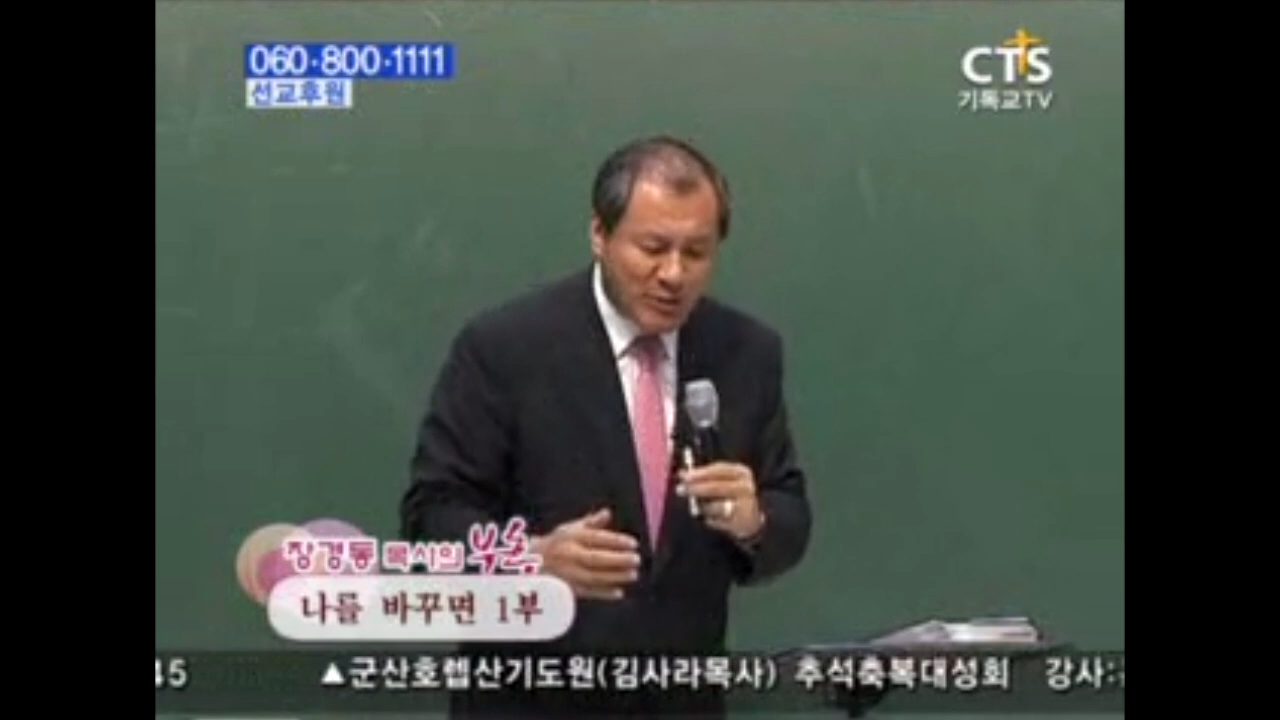 060·800·1111
선교후원
CTS
기독교TV
장경동 목사의 부흥
나를 바꾸면 1부
45 ▲군산호렙산기도원(김사라목사) 추석축복대성회 강사: